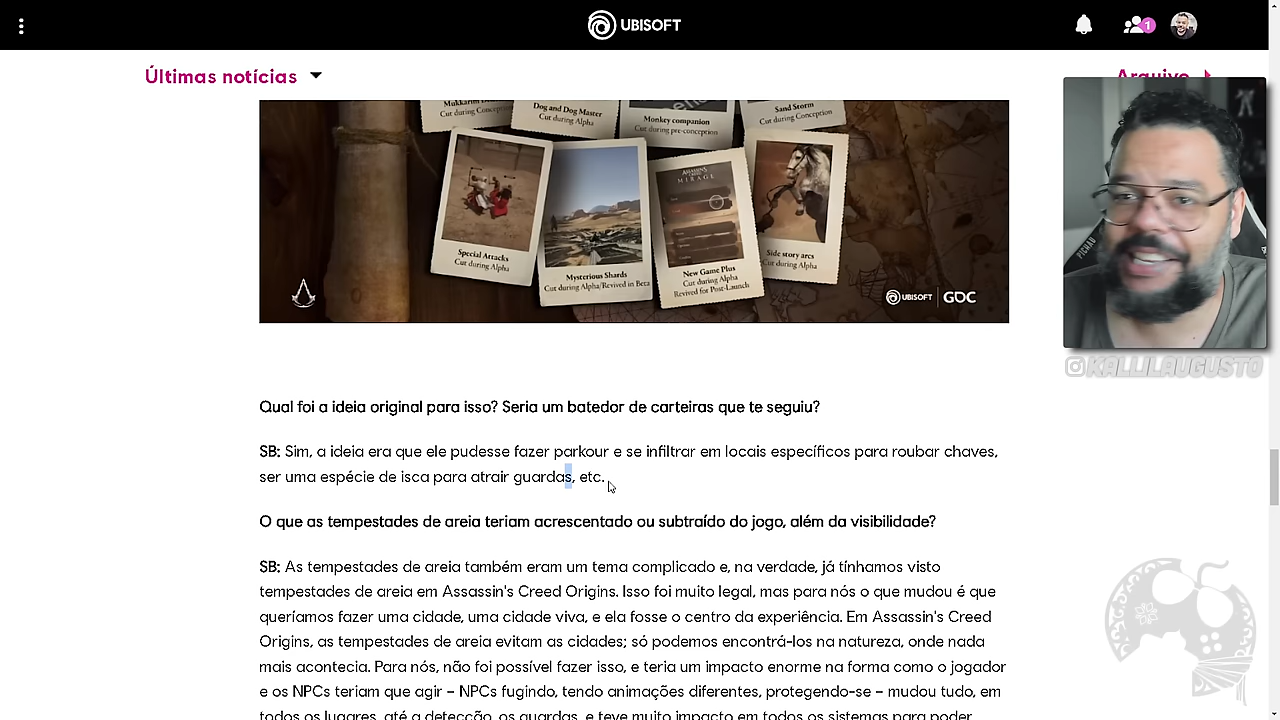 UBISOFT
1
Últimas notícias
Arquivo
Dog and Dog Master
Cut during Alpha
Monkey companion
Cut during pre-conception
Sand Storm
Cut during Conception
Special Attacks
Cut during Alpha
Mysterious Shards
Cut during Alpha/Revived in Beta
ASSASSIN'S
CREED
MIRAGE
New Game Plus
Cut during Alpha
Revived for Post-Launch
Side story arcs
Cut during Alpha
UBISOFT
GDC
PICHAU
KALLILAUGUSTO
Qual foi a ideia original para isso? Seria um batedor de carteiras que te seguiu?
SB: Sim, a ideia era que ele pudesse fazer parkour e se infiltrar em locais específicos para roubar chaves,
ser uma espécie de isca para atrair guardas, etc.
O que as tempestades de areia teriam acrescentado ou subtraído do jogo, além da visibilidade?
SB: As tempestades de areia também eram um tema complicado e, na verdade, já tínhamos visto
tempestades de areia em Assassin's Creed Origins. Isso foi muito legal, mas para nós o que mudou é que
queríamos fazer uma cidade, uma cidade viva, e ela fosse o centro da experiência. Em Assassin's Creed
Origins, as tempestades de areia evitam as cidades; só podemos encontrá-los na natureza, onde nada
mais acontecia. Para nós, não foi possível fazer isso, e teria um impacto enorme na forma como o jogador
e os NPCs teriam que agir – NPCs fugindo, tendo animações diferentes, protegendo-se – mudou tudo, em
todos os lugares, até a detecção, os guardas, e teve muito impacto em todos os sistemas para poder